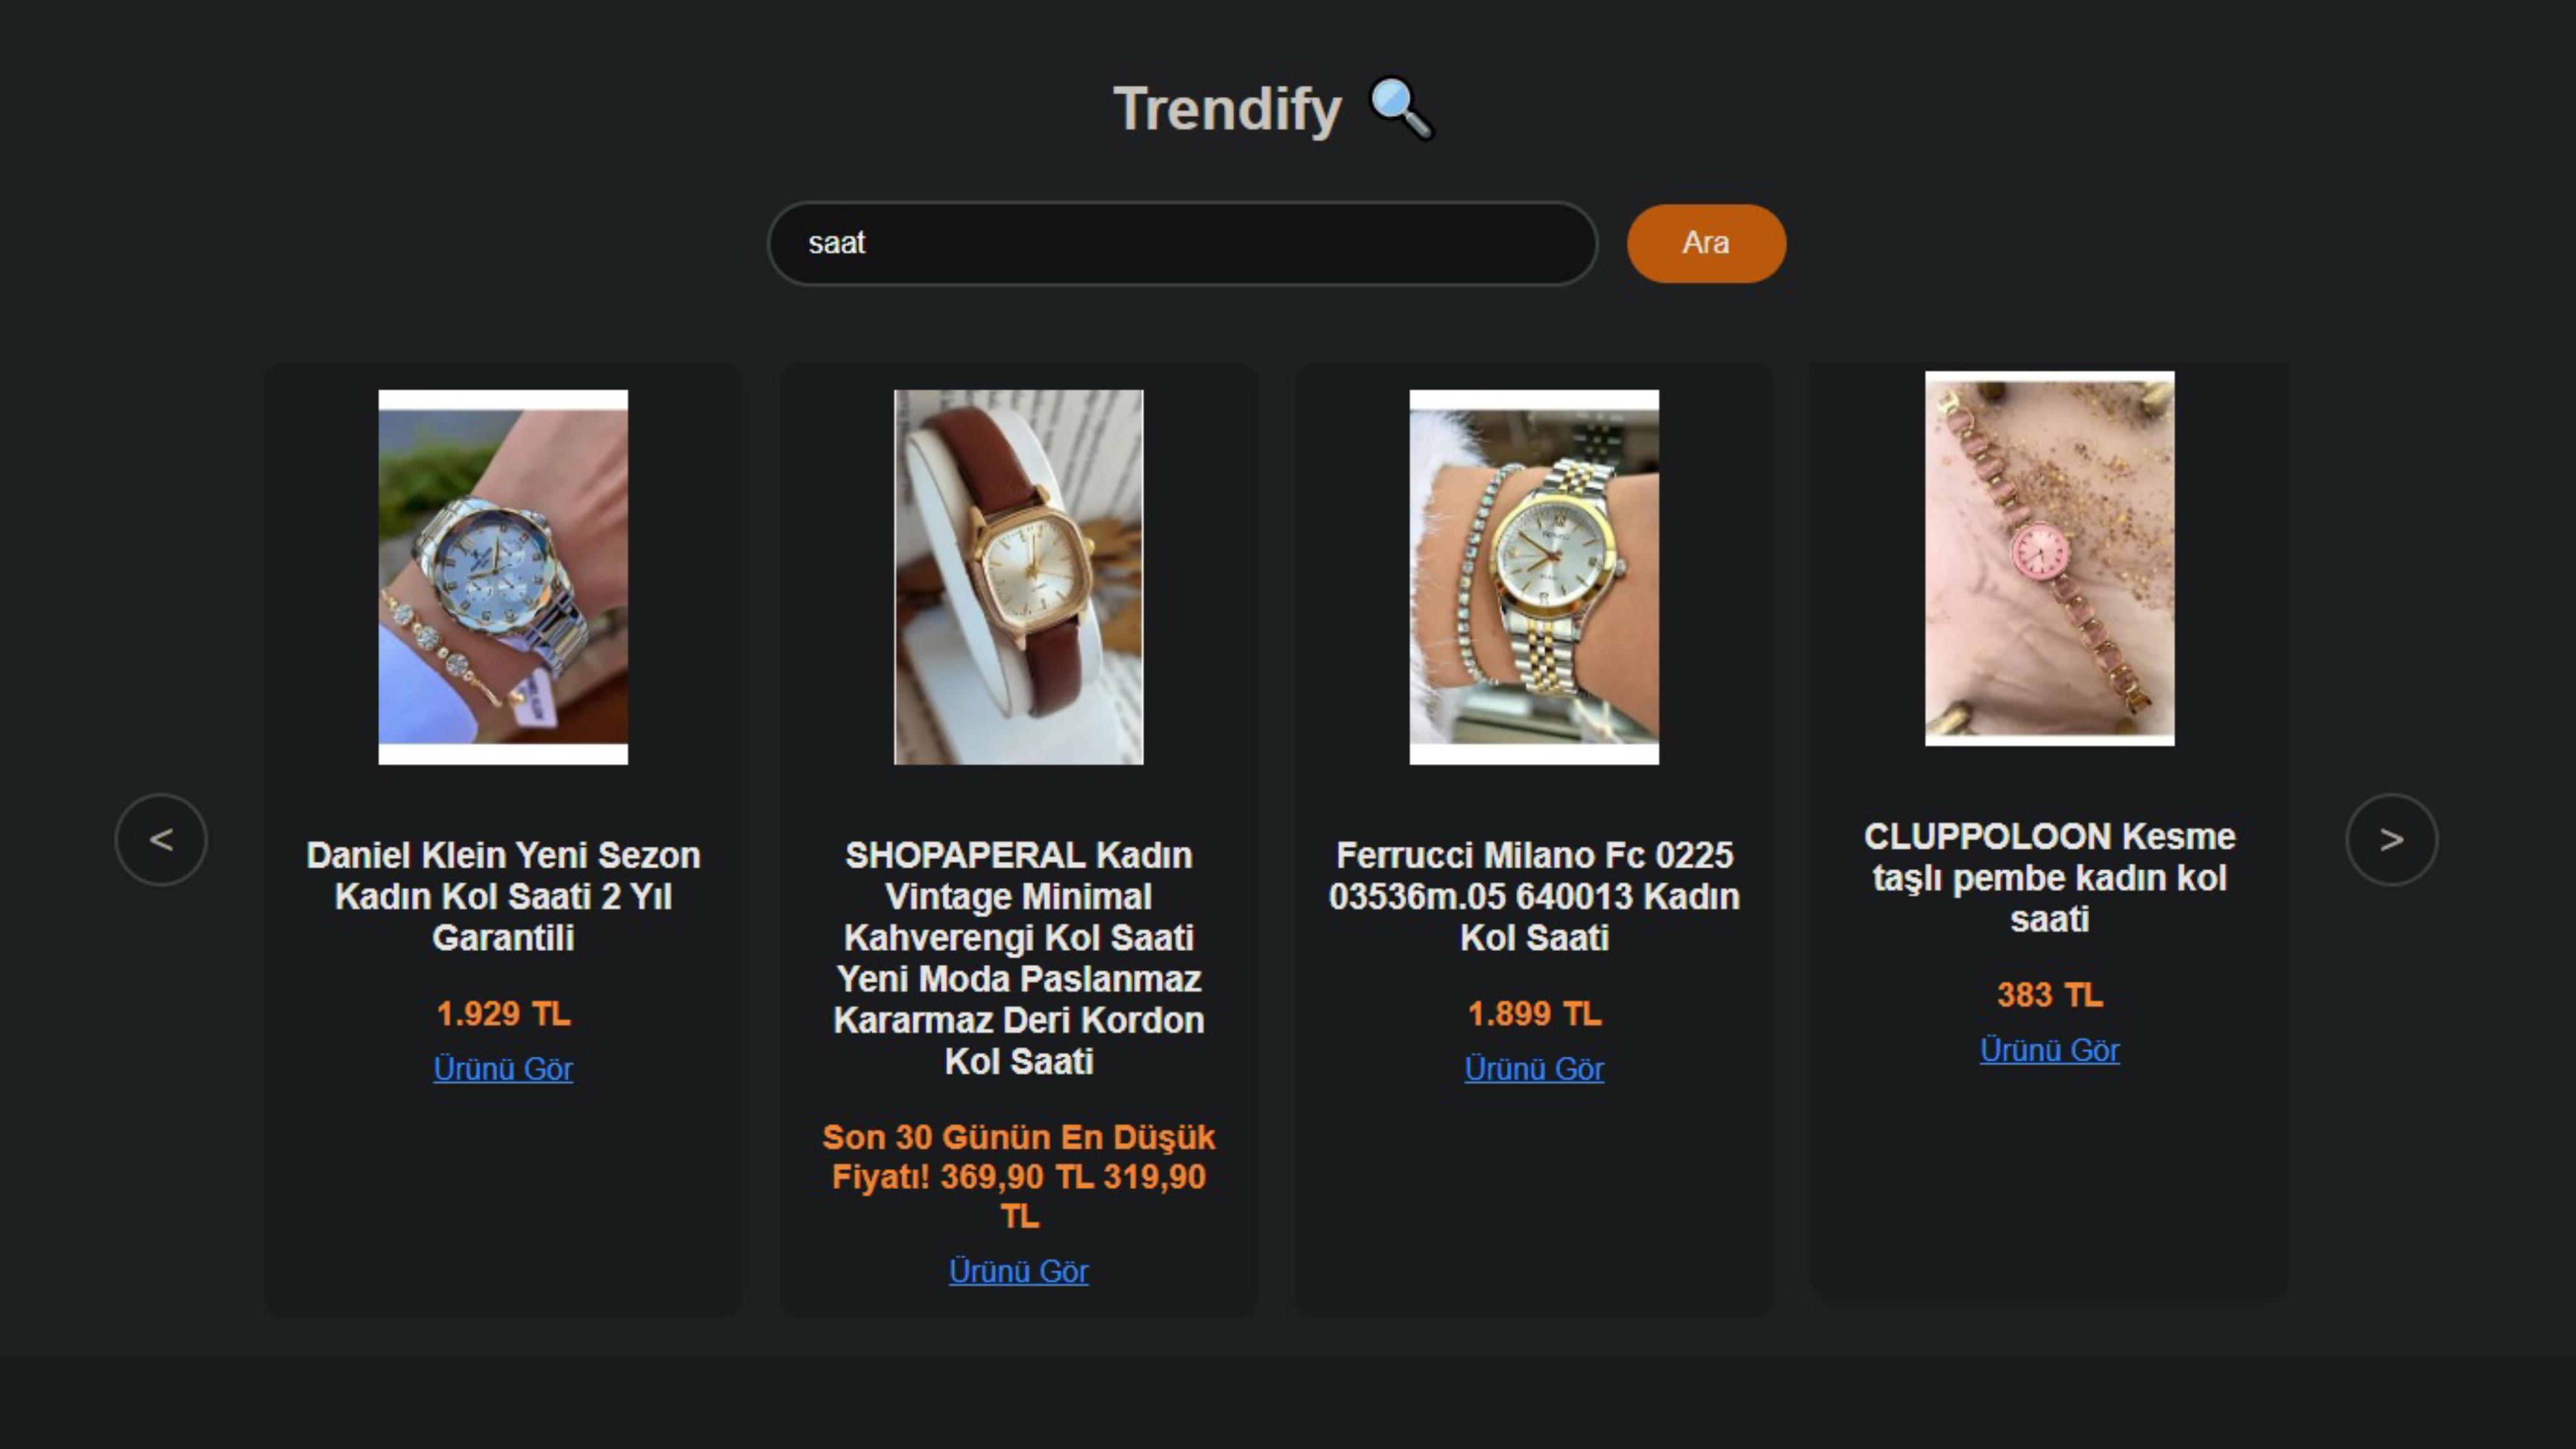 Trendify
saat
Ara
<
Daniel Klein Yeni Sezon
Kadın Kol Saati 2 Yıl
Garantili
1.929 TL
Ürünü Gör
SHOPAPERAL Kadın
Vintage Minimal
Kahverengi Kol Saati
Yeni Moda Paslanmaz
Kararmaz Deri Kordon
Kol Saati
Son 30 Günün En Düşük
Fiyatı! 369,90 TL 319,90
TL
Ürünü Gör
Ferrucci Milano Fc 0225
03536m.05 640013 Kadın
Kol Saati
1.899 TL
Ürünü Gör
CLUPPOLOON Kesme
taşlı pembe kadın kol
saati
383 TL
Ürünü Gör
>